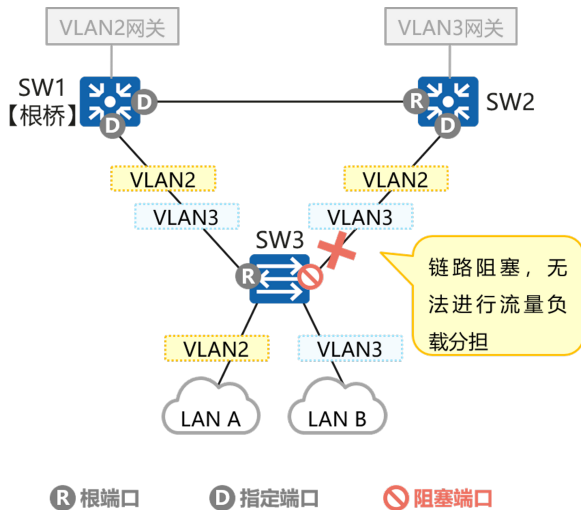 VLAN2网关
VLAN3网关
SW1
【根桥】
D
R
SW2
D
D
VLAN2
VLAN2
VLAN3
VLAN3
SW3
R
链路阻塞，无
法进行流量负
载分担
VLAN2
VLAN3
LAN A
LAN B
R 根端口
D 指定端口
阻塞端口